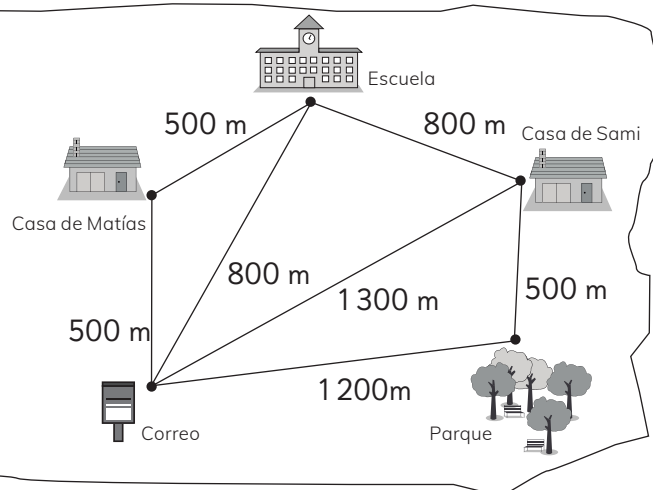 Escuela
500 m
800 m
Casa de Sami
Casa de Matías
800 m
1 300 m
500 m
500 m
1 200m
Correo
Parque